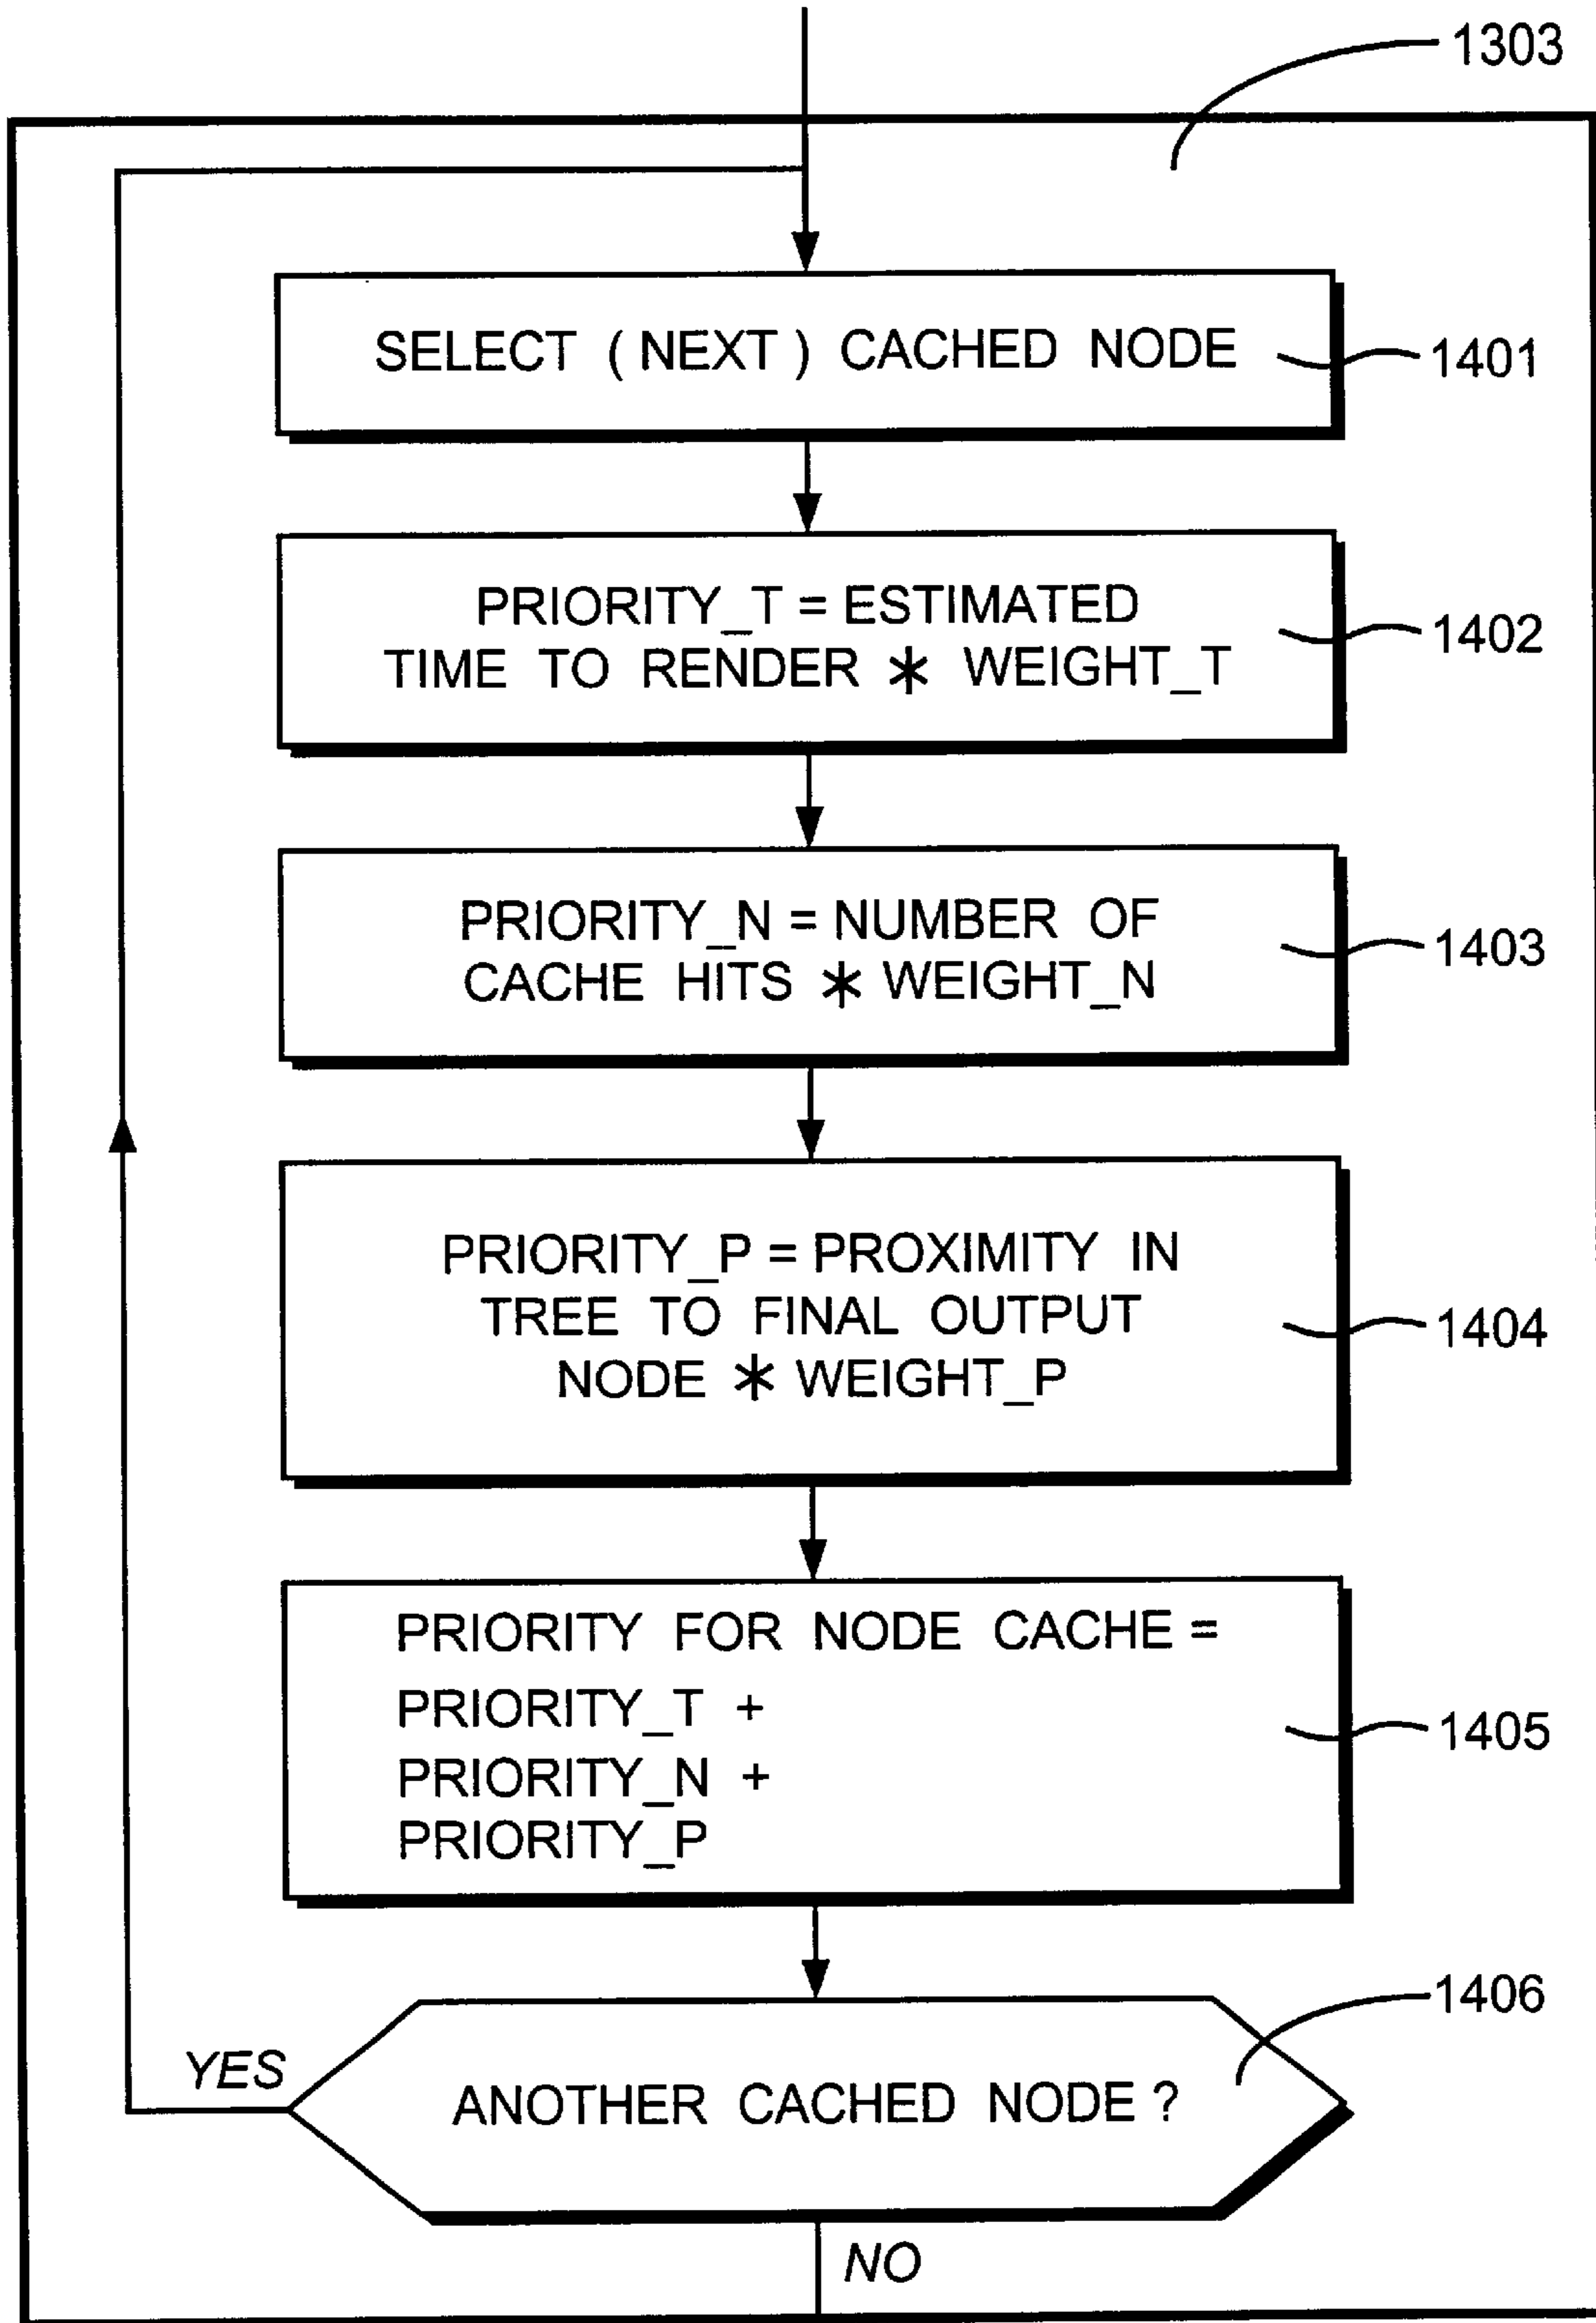 1303
SELECT ( NEXT ) CACHED NODE
1401
PRIORITY_T = ESTIMATED
TIME TO RENDER * WEIGHT_T
1402
PRIORITY_N = NUMBER OF
CACHE HITS * WEIGHT_N
1403
PRIORITY_P = PROXIMITY IN
TREE TO FINAL OUTPUT
NODE * WEIGHT_P
1404
PRIORITY FOR NODE CACHE =
PRIORITY_T +
PRIORITY_N +
PRIORITY_P
1405
1406
YES
ANOTHER CACHED NODE ?
NO